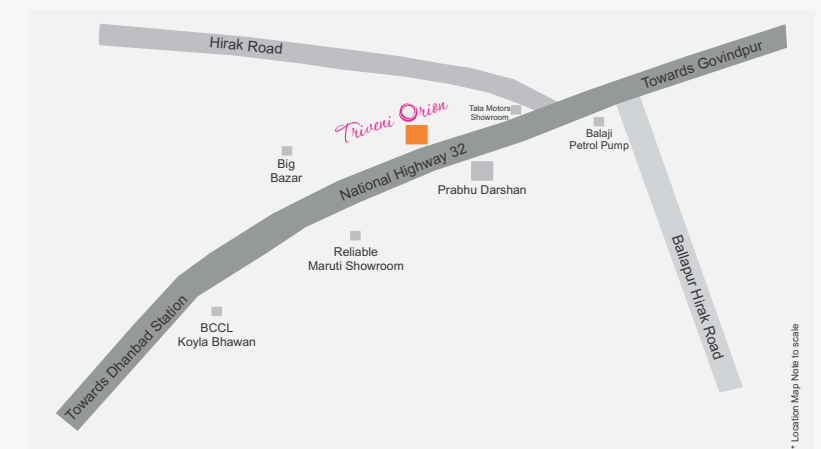 Hirak Road
Towards Govindpur
Triveni Orion
Tata Motors
Showroom
Balaji
Petrol Pump
National Highway 32
Big
Bazar
Prabhu Darshan
Reliable
Maruti Showroom
Ballapur Hirak Road
Towards Dhanbad Station
BCCL
Koyla Bhawan
* Location Map Note to scale